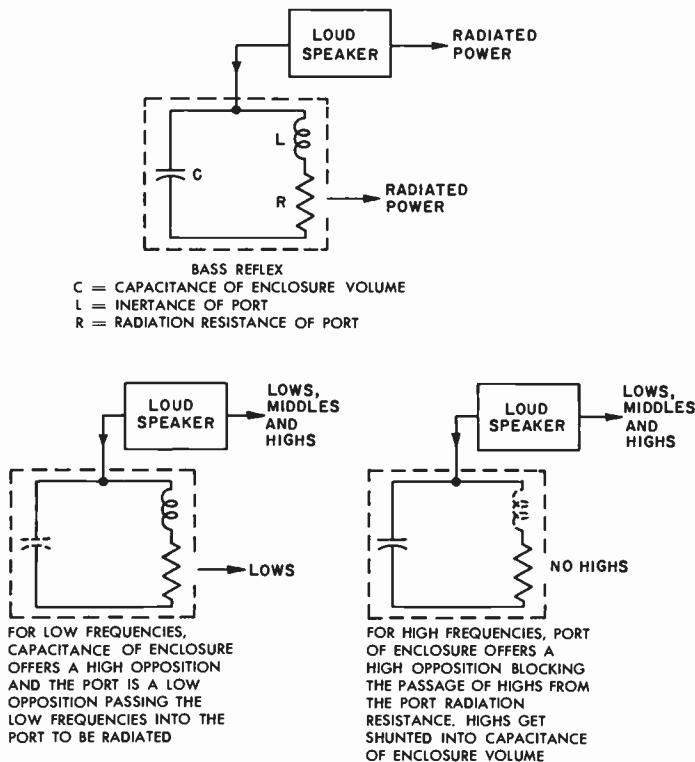 LOUD
SPEAKER
RADIATED
POWER
C
L
R
RADIATED
POWER
BASS REFLEX
C = CAPACITANCE OF ENCLOSURE VOLUME
L = INERTANCE OF PORT
R = RADIATION RESISTANCE OF PORT
LOUD
SPEAKER
LOWS,
MIDDLES
AND
HIGHS
LOWS
FOR LOW FREQUENCIES,
CAPACITANCE OF ENCLOSURE
OFFERS A HIGH OPPOSITION
AND THE PORT IS A LOW
OPPOSITION PASSING THE
LOW FREQUENCIES INTO THE
PORT TO BE RADIATED
LOUD
SPEAKER
LOWS,
MIDDLES
AND
HIGHS
NO HIGHS
FOR HIGH FREQUENCIES, PORT
OF ENCLOSURE OFFERS A
HIGH OPPOSITION BLOCKING
THE PASSAGE OF HIGHS FROM
THE PORT RADIATION
RESISTANCE. HIGHS GET
SHUNTED INTO CAPACITANCE
OF ENCLOSURE VOLUME